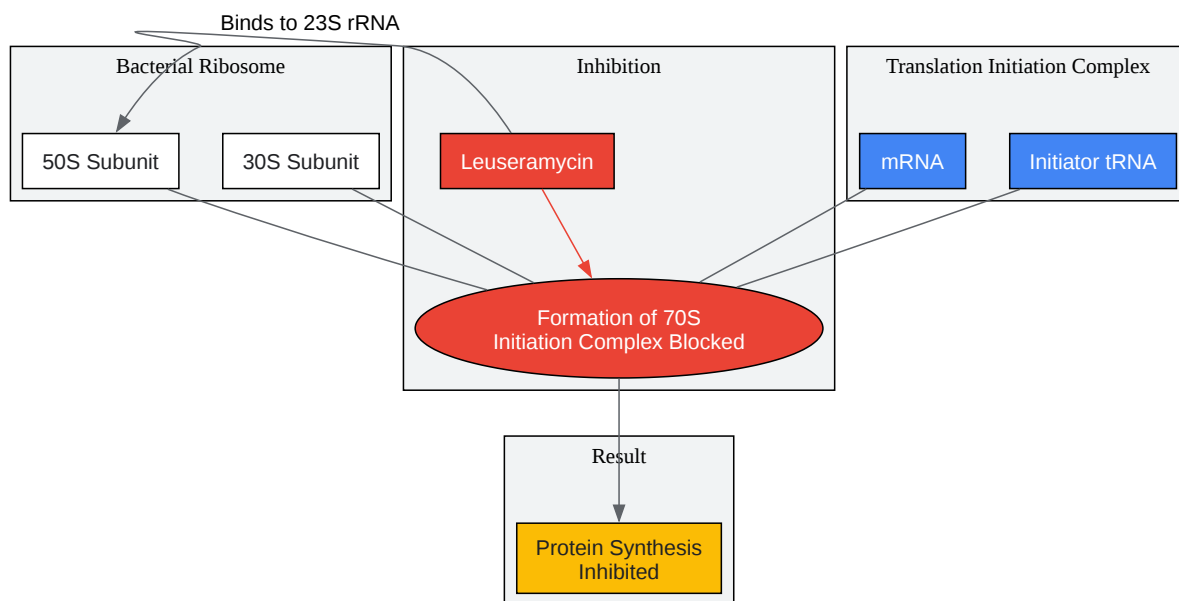 Binds to 23S rRNA
Bacterial Ribosome
Inhibition
Translation Initiation Complex
50S Subunit
30S Subunit
Leuseramycin
mRNA
Initiator tRNA
Formation of 70S
Initiation Complex Blocked
Result
Protein Synthesis
Inhibited